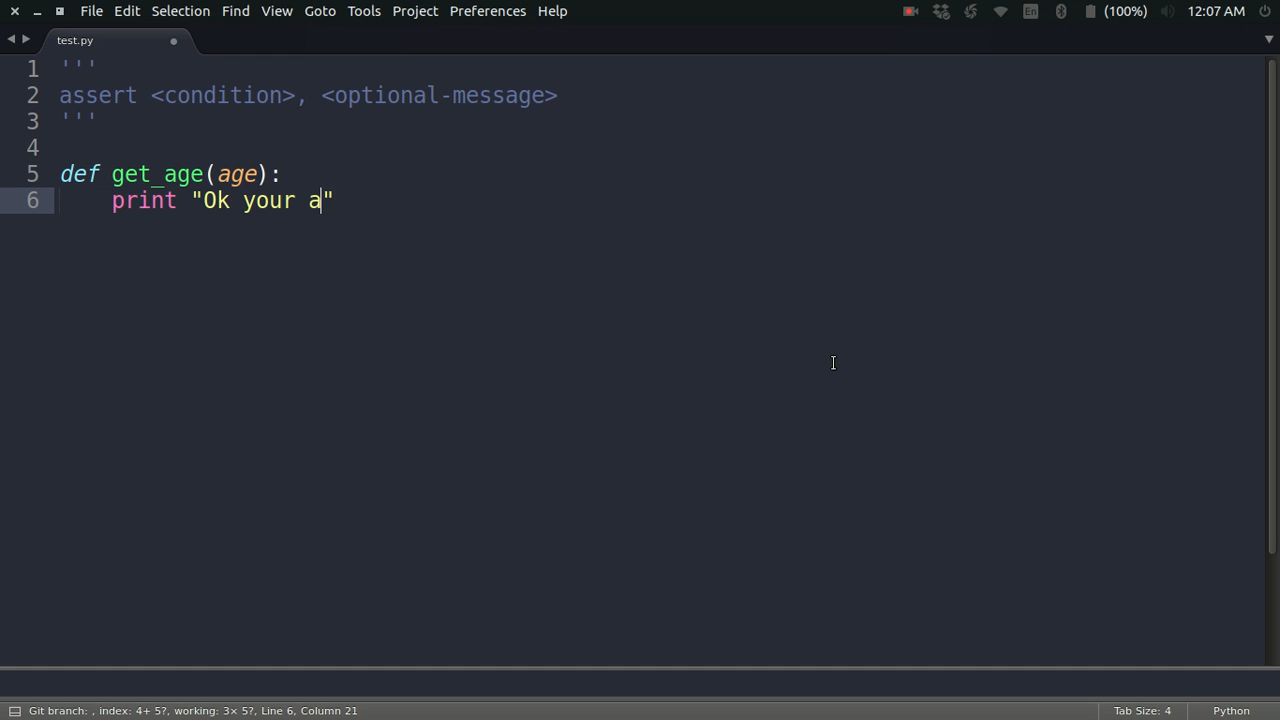 File Edit Selection Find View Goto Tools Project Preferences Help En (100%) 12:07 AM
test.py
1 '''
2 assert <condition>, <optional-message>
3 '''
4
5 def get_age(age):
6 print "Ok your a"
Git branch: , index: 4+ 5?, working: 3× 5?, Line 6, Column 21 Tab Size: 4 Python